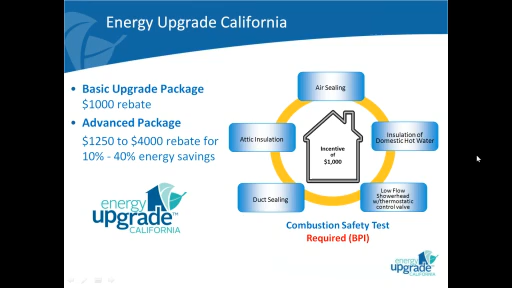 Energy Upgrade California
• Basic Upgrade Package
$1000 rebate
• Advanced Package
$1250 to $4000 rebate for
10% - 40% energy savings
energy
upgrade™
CALIFORNIA
Air Sealing
Attic Insulation
Insulation of
Domestic Hot Water
Incentive
of
$1,000
Duct Sealing
Low Flow
Showerhead
w/thermostatic
control valve
Combustion Safety Test
Required (BPI)
energy
upgrade
CALIFORNIA